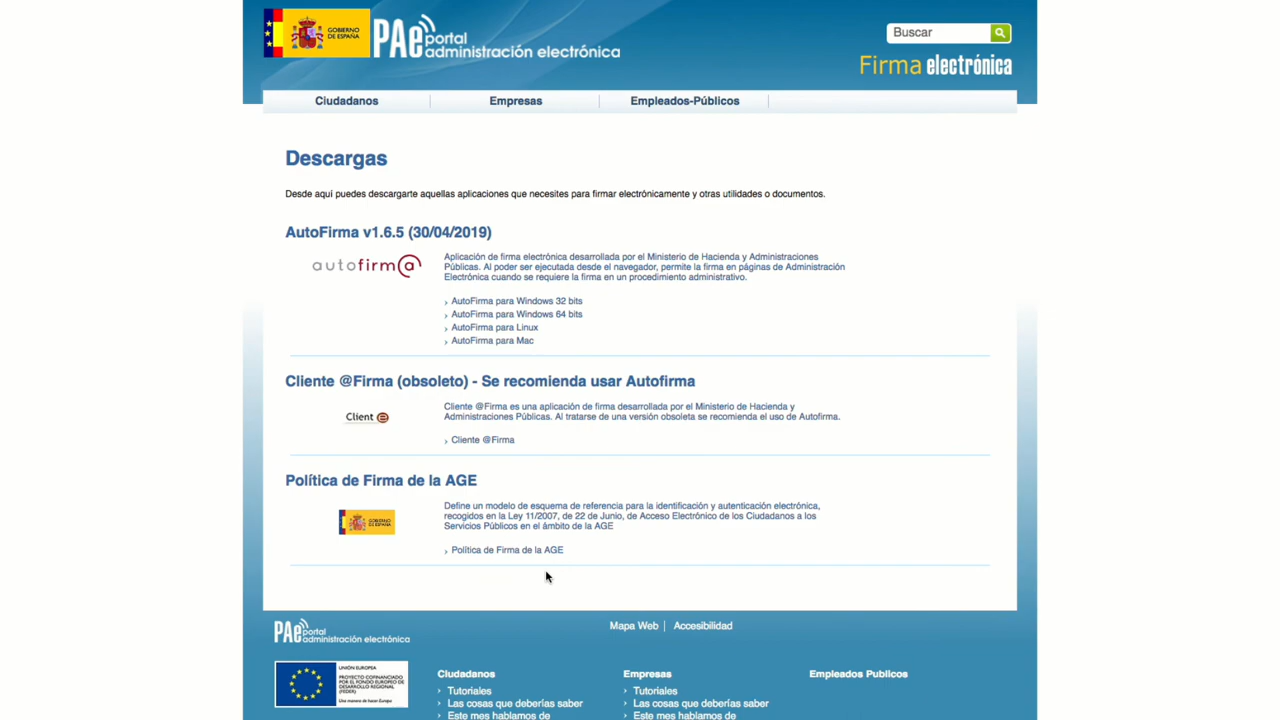 GOBIERNO
DE ESPAÑA
PAe portal
administración electrónica
Buscar
Firma electrónica
Ciudadanos
Empresas
Empleados-Públicos
Descargas
Desde aquí puedes descargarte aquellas aplicaciones que necesites para firmar electrónicamente y otras utilidades o documentos.
AutoFirma v1.6.5 (30/04/2019)
autofirm@
Aplicación de firma electrónica desarrollada por el Ministerio de Hacienda y Administraciones
Públicas. Al poder ser ejecutada desde el navegador, permite la firma en páginas de Administración
Electrónica cuando se requiere la firma en un procedimiento administrativo.
AutoFirma para Windows 32 bits
AutoFirma para Windows 64 bits
AutoFirma para Linux
AutoFirma para Mac
Cliente @Firma (obsoleto) - Se recomienda usar Autofirma
Client e
Cliente @Firma es una aplicación de firma desarrollada por el Ministerio de Hacienda y
Administraciones Públicas. Al tratarse de una versión obsoleta se recomienda el uso de Autofirma.
Cliente @Firma
Política de Firma de la AGE
GOBIERNO
DE ESPAÑA
Define un modelo de esquema de referencia para la identificación y autenticación electrónica,
recogidos en la Ley 11/2007, de 22 de Junio, de Acceso Electrónico de los Ciudadanos a los
Servicios Públicos en el ámbito de la AGE
Política de Firma de la AGE
PAe portal
administración electrónica
Mapa Web | Accesibilidad
UNIÓN EUROPEA
PROYECTO COFINANCIADO
POR EL FONDO EUROPEO DE
DESARROLLO REGIONAL
(FEDER)
Una manera de hacer Europa
Ciudadanos
Tutoriales
Las cosas que deberías saber
Este mes hablamos de
Empresas
Tutoriales
Las cosas que deberías saber
Este mes hablamos de
Empleados Publicos